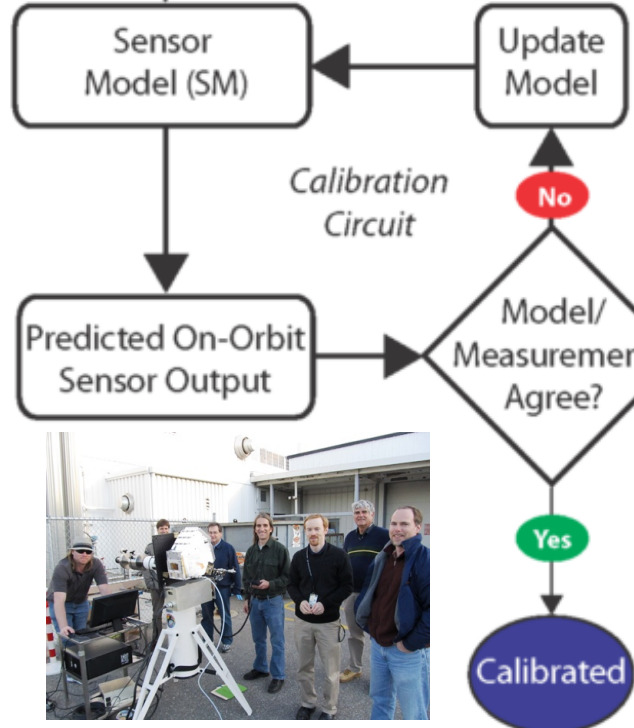 Sensor
Model (SM)
Update
Model
Calibration
Circuit
No
Predicted On-Orbit
Sensor Output
Model/
Measuremen
Agree?
Yes
Calibrated